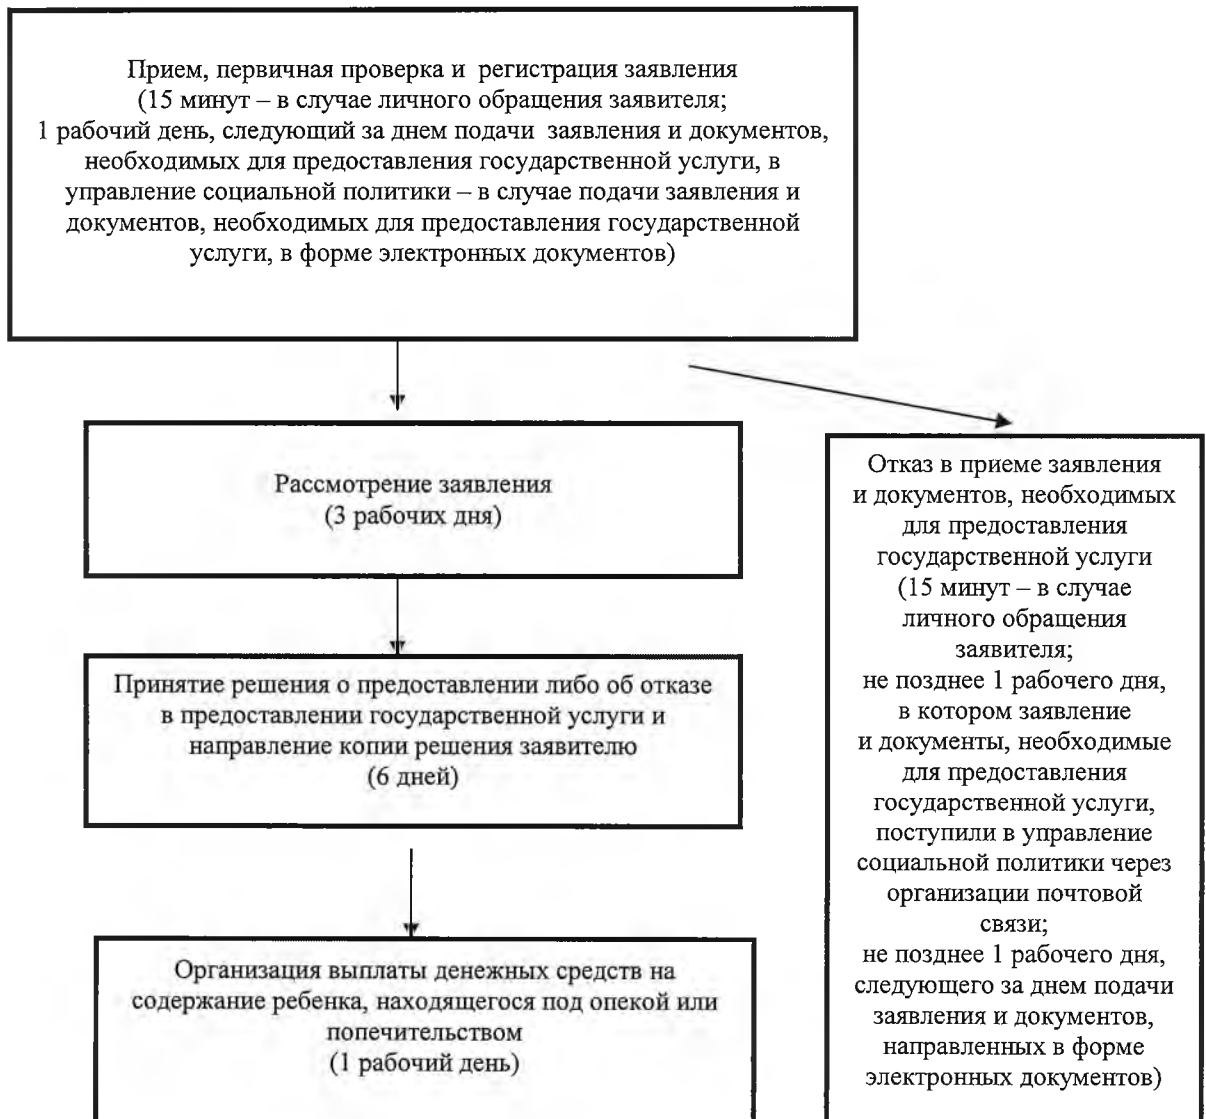 Прием, первичная проверка и регистрация заявления
(15 минут – в случае личного обращения заявителя;
1 рабочий день, следующий за днем подачи заявления и документов,
необходимых для предоставления государственной услуги, в
управление социальной политики – в случае подачи заявления и
документов, необходимых для предоставления государственной
услуги, в форме электронных документов)
Рассмотрение заявления
(3 рабочих дня)
Принятие решения о предоставлении либо об отказе
в предоставлении государственной услуги и
направление копии решения заявителю
(6 дней)
Организация выплаты денежных средств на
содержание ребенка, находящегося под опекой или
попечительством
(1 рабочий день)
Отказ в приеме заявления
и документов, необходимых
для предоставления
государственной услуги
(15 минут – в случае
личного обращения
заявителя;
не позднее 1 рабочего дня,
в котором заявление
и документы, необходимые
для предоставления
государственной услуги,
поступили в управление
социальной политики через
организации почтовой
связи;
не позднее 1 рабочего дня,
следующего за днем подачи
заявления и документов,
направленных в форме
электронных документов)